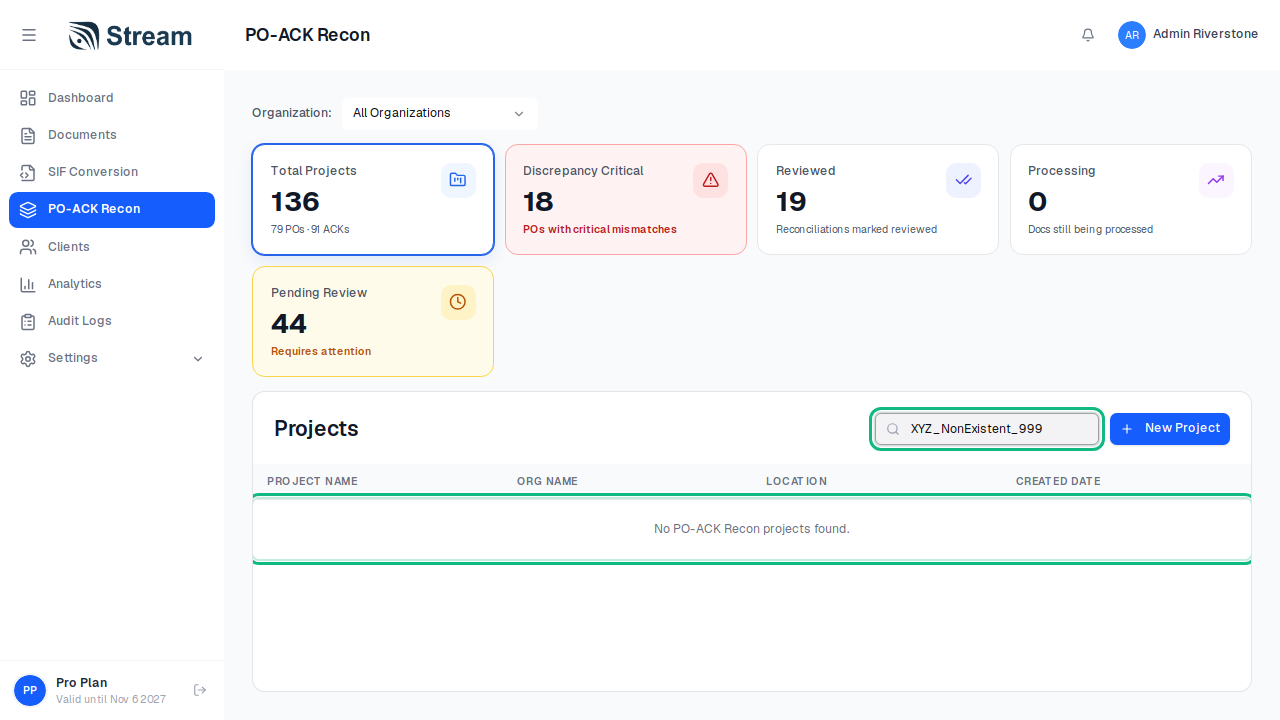 Stream
PO-ACK Recon
AR
Admin Riverstone
Dashboard
Documents
SIF Conversion
PO-ACK Recon
Clients
Analytics
Audit Logs
Settings
Organization:
All Organizations
Total Projects
136
79 POs · 91 ACKs
Discrepancy Critical
18
POs with critical mismatches
Reviewed
19
Reconciliations marked reviewed
Processing
0
Docs still being processed
Pending Review
44
Requires attention
Projects
XYZ_NonExistent_999
New Project
PROJECT NAME
ORG NAME
LOCATION
CREATED DATE
No PO-ACK Recon projects found.
PP
Pro Plan
Valid until Nov 6 2027